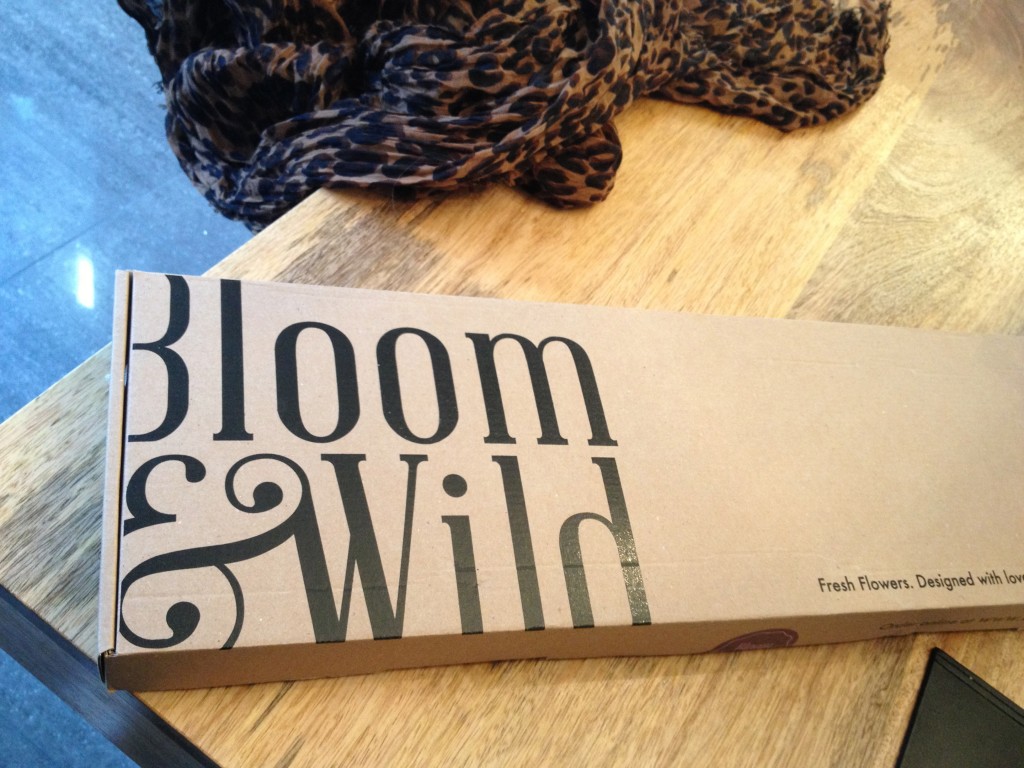 Bloom
& Wild
Fresh Flowers. Designed with love